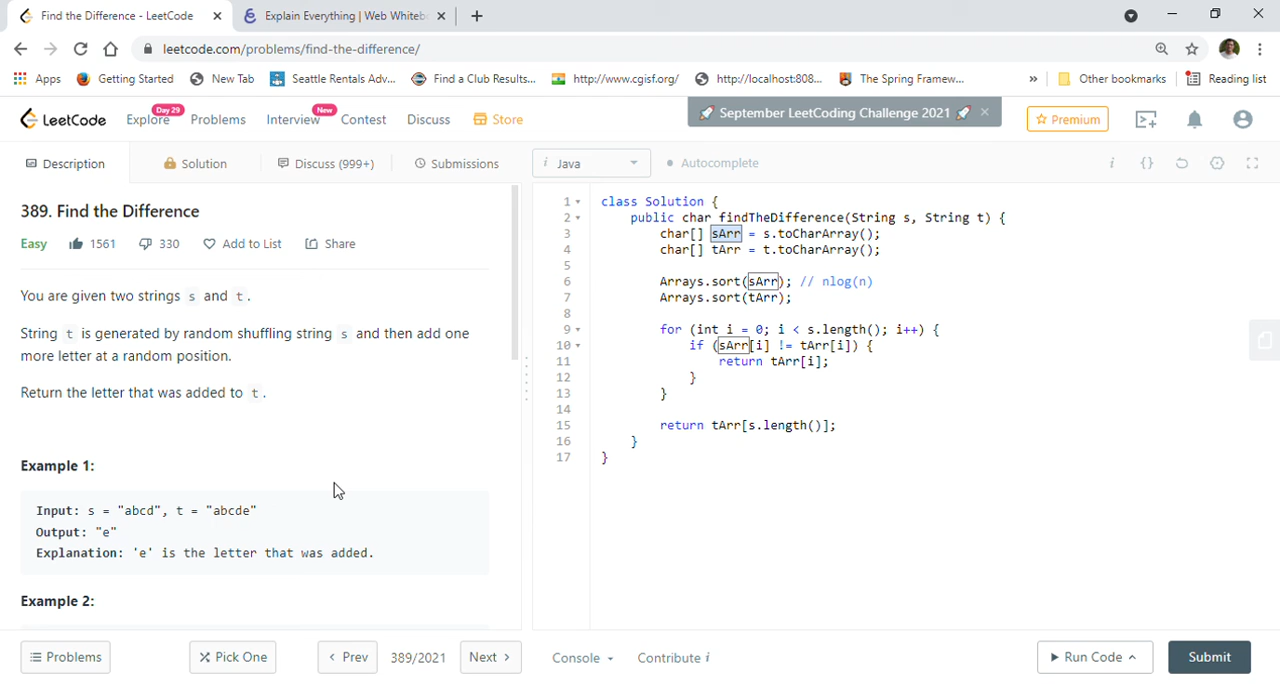 Find the Difference - LeetCode
Explain Everything | Web Whitebo
leetcode.com/problems/find-the-difference/
Apps
Getting Started
New Tab
Seattle Rentals Adv...
Find a Club Results...
http://www.cgisf.org/
http://localhost:808...
The Spring Framew...
»
Other bookmarks
Reading list
LeetCode
Explore
Day 29
Problems
Interview
New
Contest
Discuss
Store
🚀 September LeetCoding Challenge 2021 🚀
Premium
Description
Solution
Discuss (999+)
Submissions
i Java
Autocomplete
i
{}
389. Find the Difference
Easy
1561
330
Add to List
Share
You are given two strings s and t.
String t is generated by random shuffling string s and then add one
more letter at a random position.
Return the letter that was added to t.
Example 1:
Input: s = "abcd", t = "abcde"
Output: "e"
Explanation: 'e' is the letter that was added.
Example 2:
1 class Solution {
2 public char findTheDifference(String s, String t) {
3 char[] sArr = s.toCharArray();
4 char[] tArr = t.toCharArray();
5
6 Arrays.sort(sArr); // nlog(n)
7 Arrays.sort(tArr);
8
9 for (int i = 0; i < s.length(); i++) {
10 if (sArr[i] != tArr[i]) {
11 return tArr[i];
12 }
13 }
14
15 return tArr[s.length()];
16 }
17 }
Problems
Pick One
Prev
389/2021
Next
Console
Contribute i
Run Code
Submit